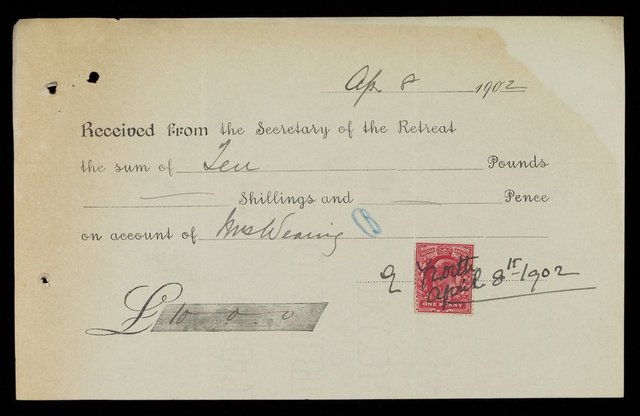 Ap 8 1902
Received from the Secretary of the Retreat
the sum of Ten Pounds
Shillings and Pence
on account of Mrs Wearing
April 8th 1902
ONE PENNY
£ 10 0 0